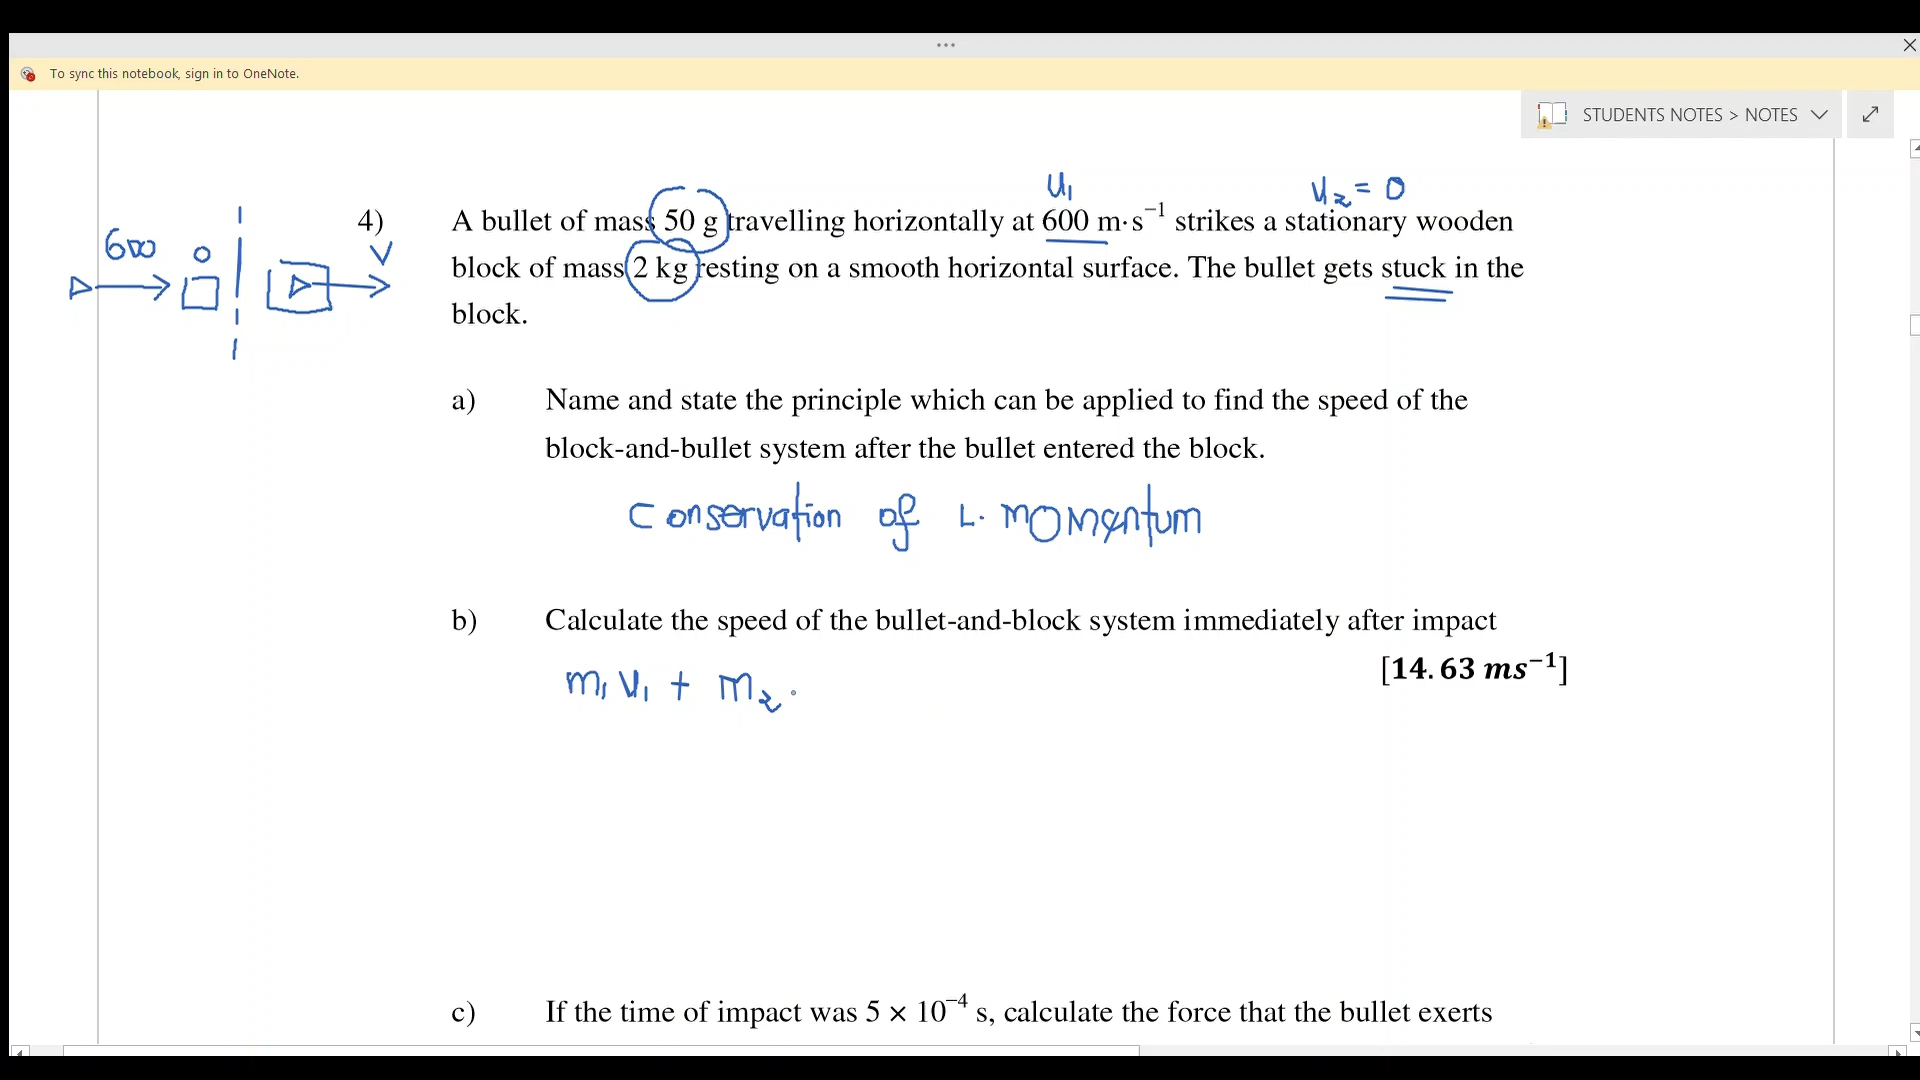 To sync this notebook, sign in to OneNote.
STUDENTS NOTES > NOTES
U₁
U₂ = 0
600
0
V
4) A bullet of mass 50 g travelling horizontally at 600 m·s⁻¹ strikes a stationary wooden
block of mass 2 kg resting on a smooth horizontal surface. The bullet gets stuck in the
block.
a) Name and state the principle which can be applied to find the speed of the
block-and-bullet system after the bullet entered the block.
Conservation of L. momentum
b) Calculate the speed of the bullet-and-block system immediately after impact
[14.63 ms⁻¹]
m₁ u₁ + m₂
c) If the time of impact was 5 × 10⁻⁴ s, calculate the force that the bullet exerts